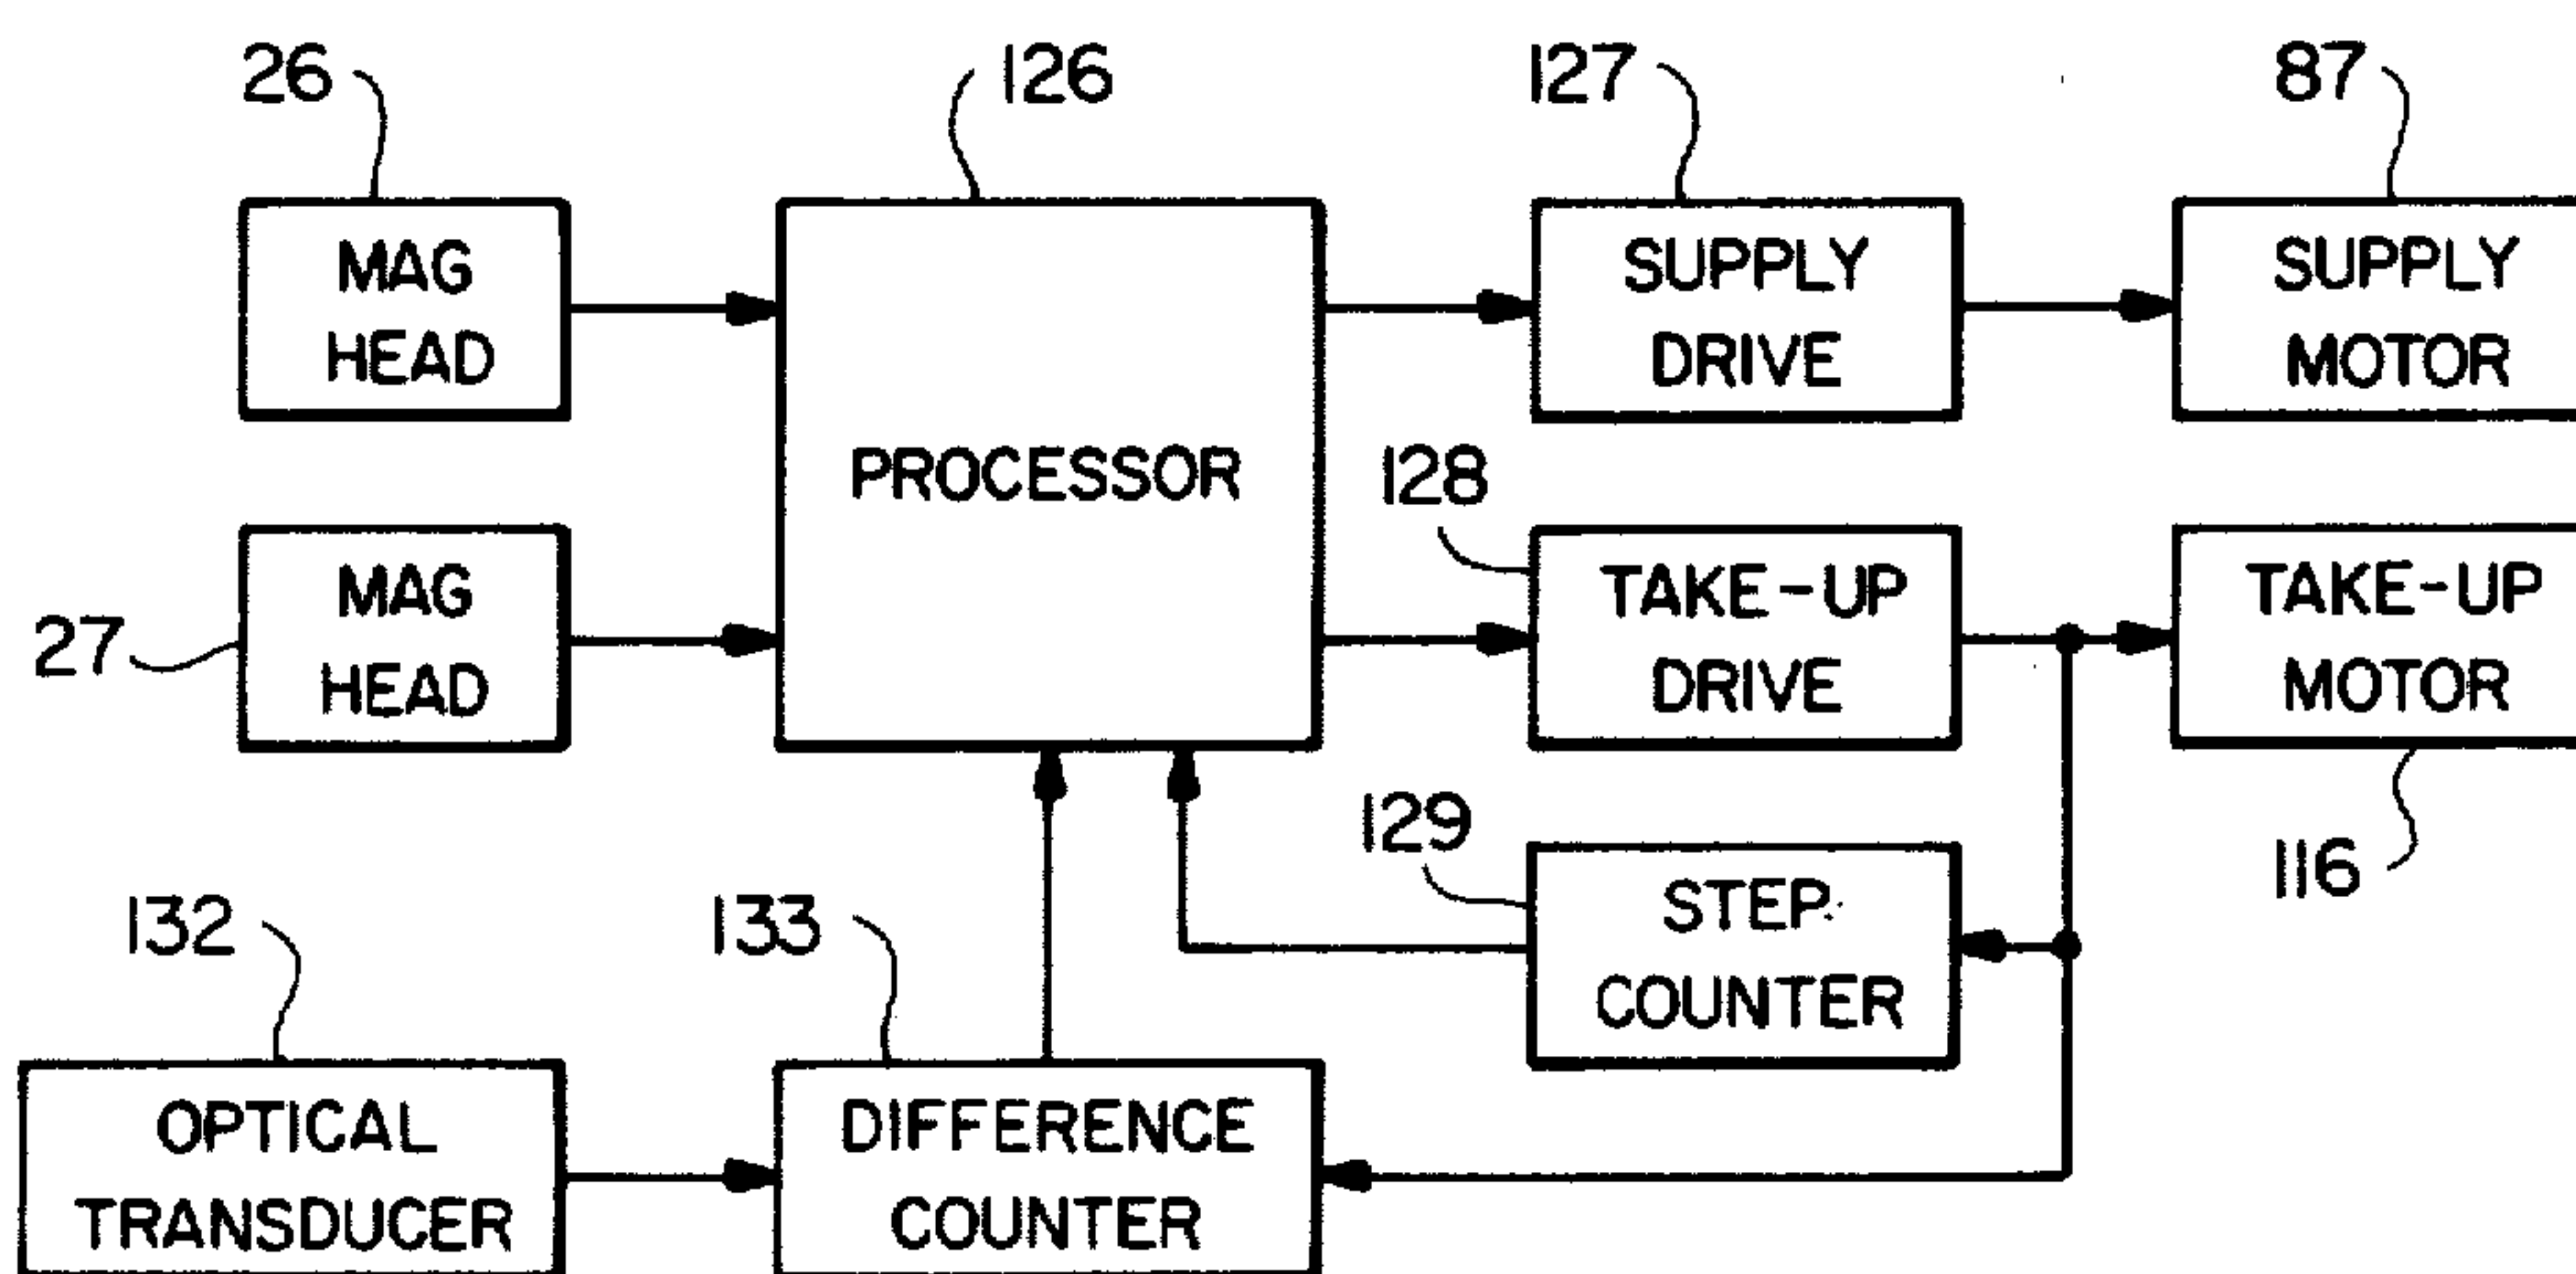 26
126
127
87
MAG
HEAD
PROCESSOR
SUPPLY
DRIVE
SUPPLY
MOTOR
128
27
MAG
HEAD
TAKE-UP
DRIVE
TAKE-UP
MOTOR
129
116
STEP
COUNTER
132
133
OPTICAL
TRANSDUCER
DIFFERENCE
COUNTER